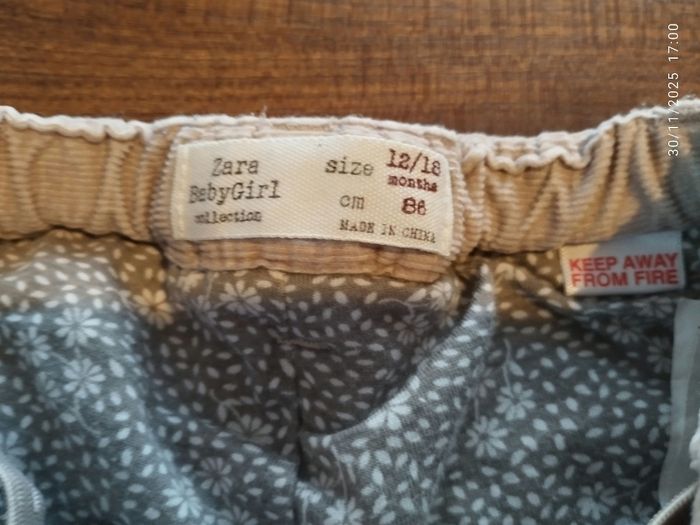 Zara
BabyGirl
collection
size 12/18
months
cm 86
MADE IN CHINA
KEEP AWAY
FROM FIRE
30/11/2025 17:00